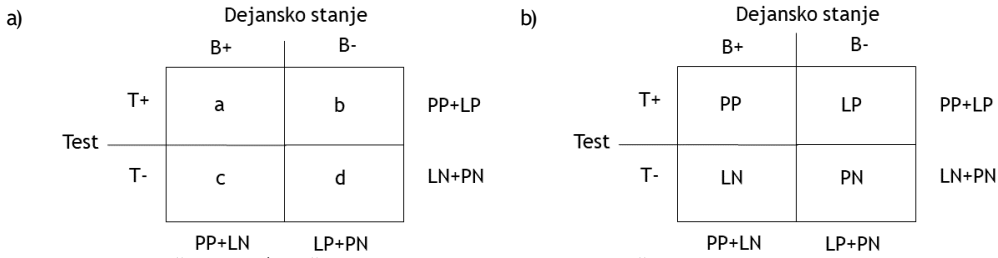 a)
Dejansko stanje
B+ B-
T+ a b PP+LP
Test
T- c d LN+PN
PP+LN LP+PN
b)
Dejansko stanje
B+ B-
T+ PP LP PP+LP
Test
T- LN PN LN+PN
PP+LN LP+PN